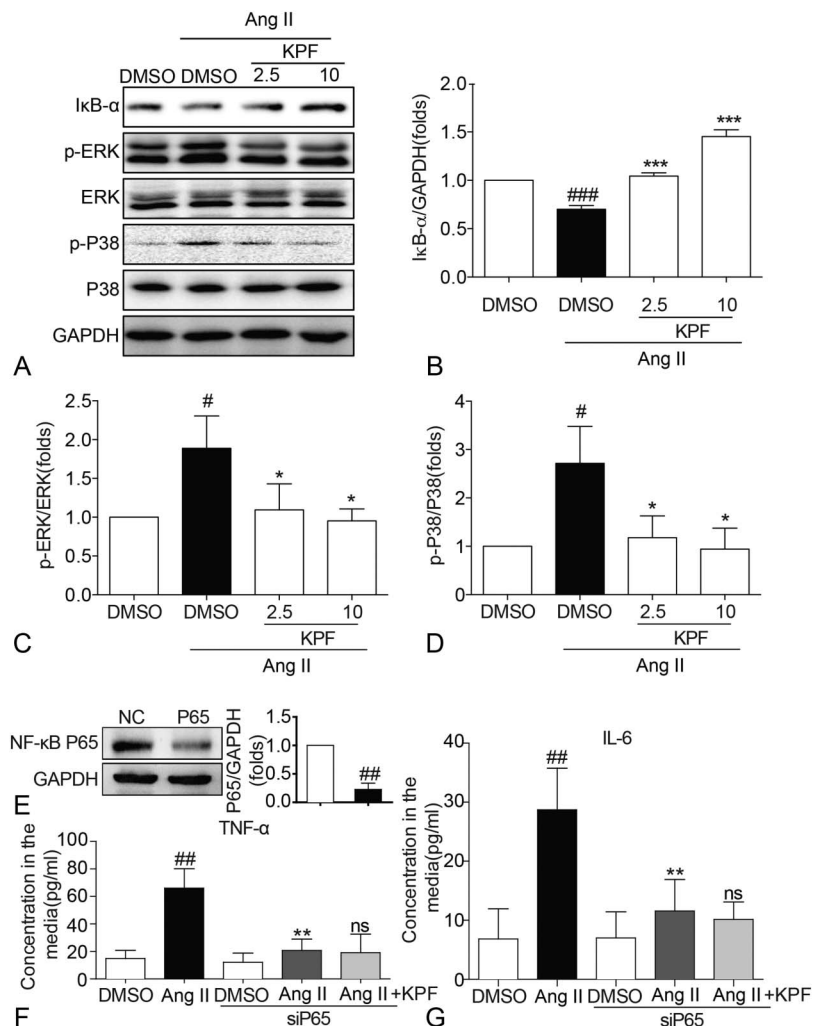 Ang II
KPF
DMSO DMSO 2.5 10
IκB-α
p-ERK
ERK
p-P38
P38
GAPDH
A
IκB-α/GAPDH(folds)
2.0
1.5
1.0
0.5
0.0
###
***
***
DMSO DMSO 2.5 10
KPF
Ang II
B
p-ERK/ERK(folds)
2.5
2.0
1.5
1.0
0.5
0.0
#
*
*
DMSO DMSO 2.5 10
KPF
Ang II
C
p-P38/P38(folds)
4
3
2
1
0
#
*
*
DMSO DMSO 2.5 10
KPF
Ang II
D
NC P65
NF-κB P65
GAPDH
P65/GAPDH
(folds)
1.5
1.0
0.5
0.0
##
E
TNF-α
Concentration in the
media(pg/ml)
100
80
60
40
20
0
##
**
ns
DMSO Ang II DMSO Ang II Ang II +KPF
siP65
F
IL-6
Concentration in the
media(pg/ml)
40
30
20
10
0
##
**
ns
DMSO Ang II DMSO Ang II Ang II +KPF
siP65
G